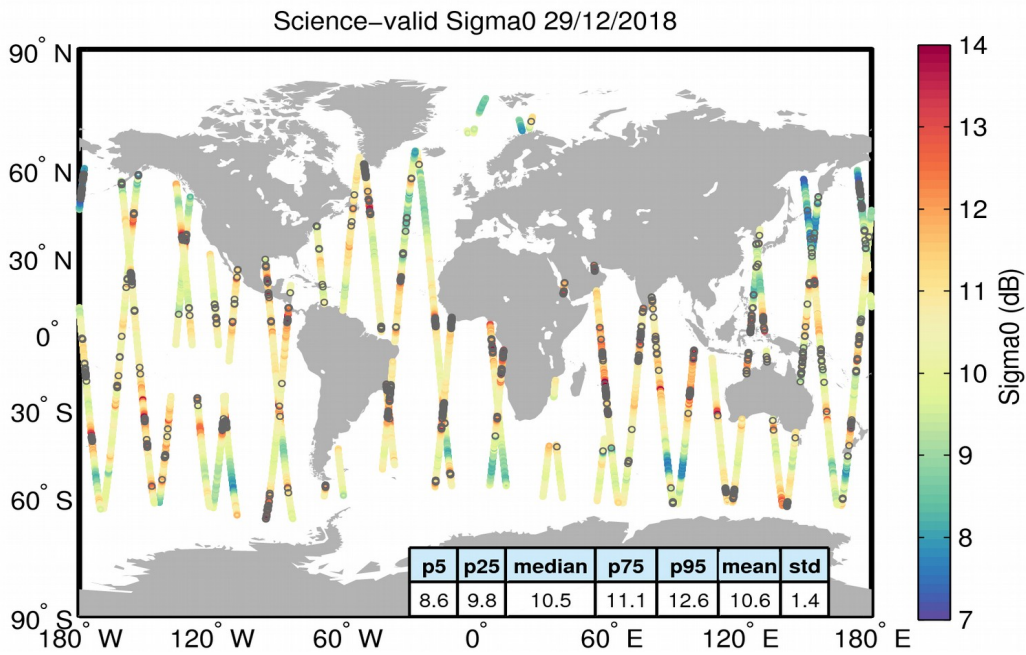 Science−valid Sigma0 29/12/2018
90° N
60° N
30° N
0°
30° S
60° S
90° S
180° W
120° W
60° W
0°
60° E
120° E
180° E
p5 p25 median p75 p95 mean std
8.6 9.8 10.5 11.1 12.6 10.6 1.4
14
13
12
11
10
9
8
7
Sigma0 (dB)